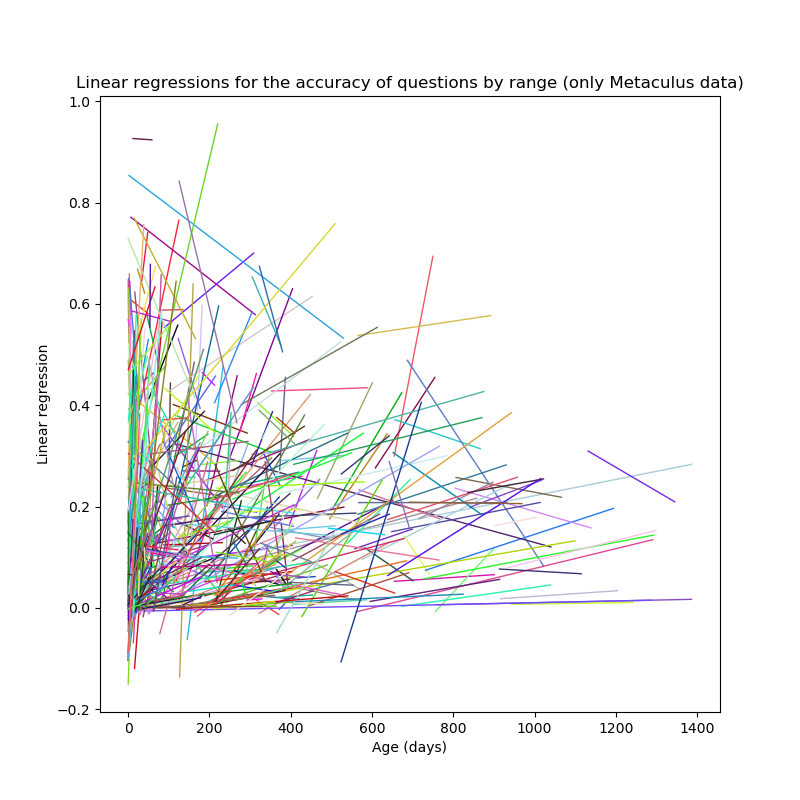 Linear regressions for the accuracy of questions by range (only Metaculus data)
1.0
0.8
0.6
0.4
0.2
0.0
−0.2
Linear regression
0 200 400 600 800 1000 1200 1400
Age (days)